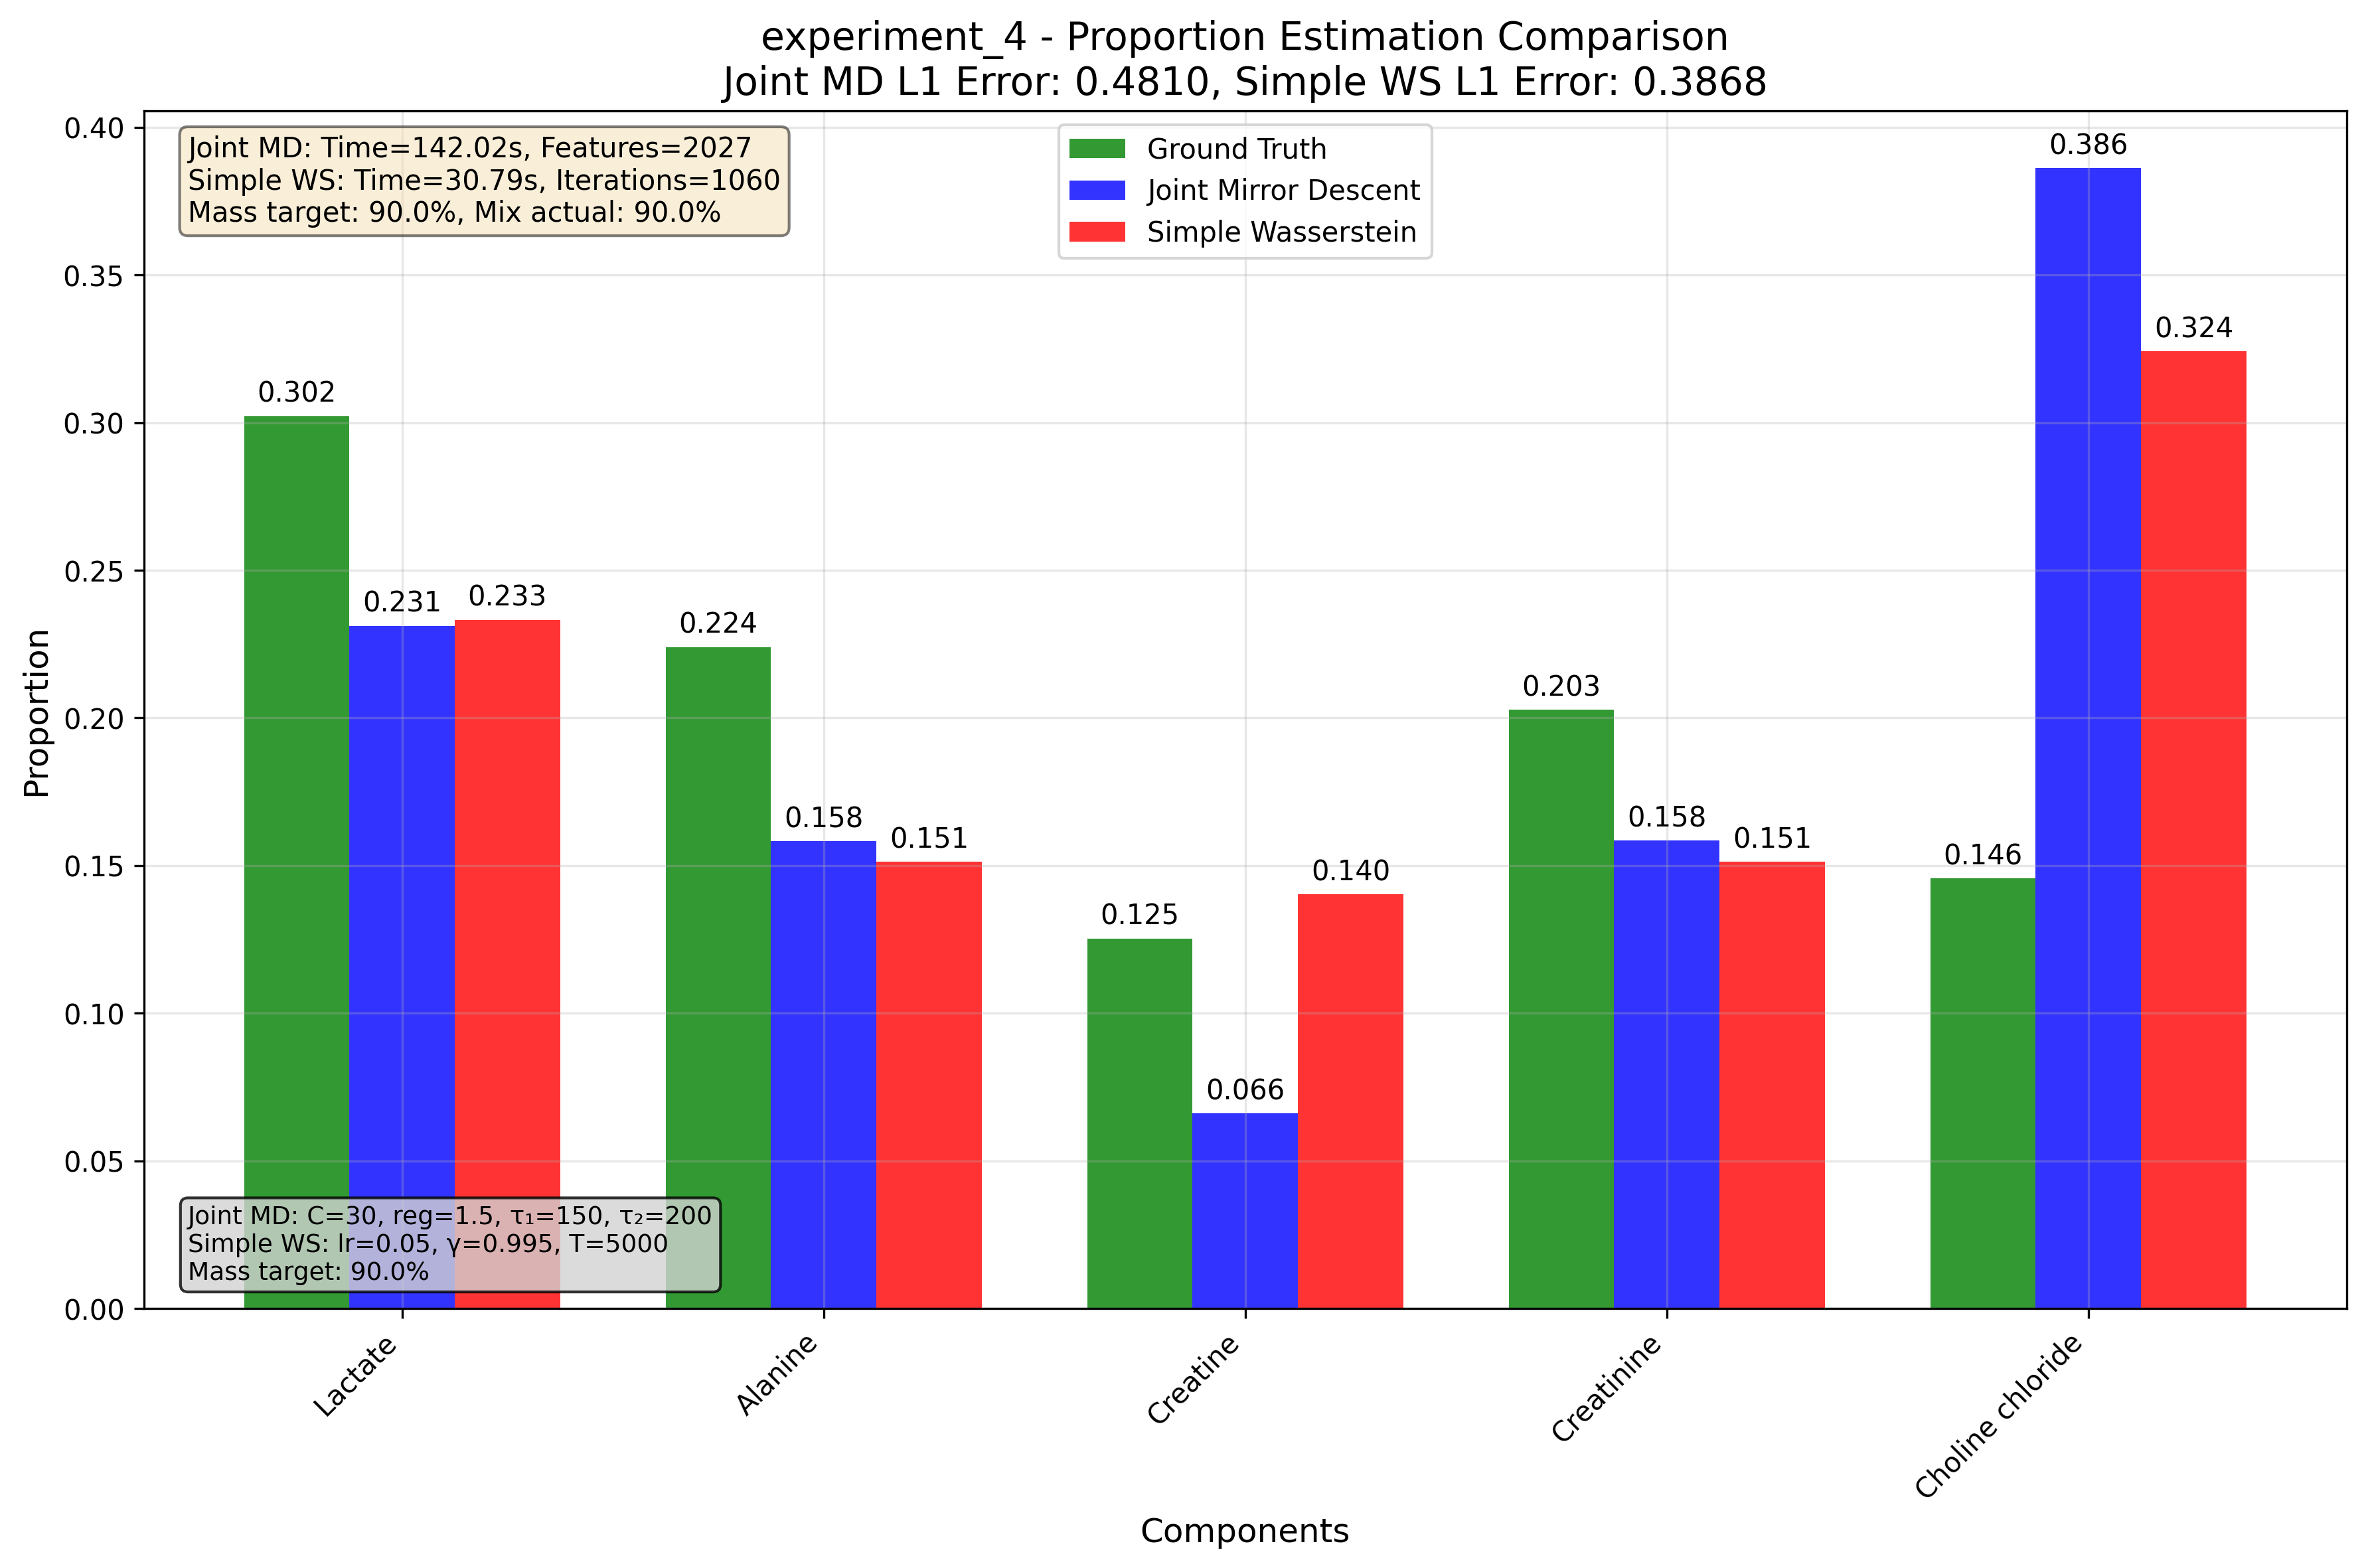 experiment_4 - Proportion Estimation Comparison
Joint MD L1 Error: 0.4810, Simple WS L1 Error: 0.3868
Joint MD: Time=142.02s, Features=2027
Simple WS: Time=30.79s, Iterations=1060
Mass target: 90.0%, Mix actual: 90.0%
Ground Truth
Joint Mirror Descent
Simple Wasserstein
Proportion
0.40
0.35
0.30
0.25
0.20
0.15
0.10
0.05
0.00
0.302
0.231
0.233
0.224
0.158
0.151
0.125
0.066
0.140
0.203
0.158
0.151
0.146
0.386
0.324
Joint MD: C=30, reg=1.5, τ₁=150, τ₂=200
Simple WS: lr=0.05, γ=0.995, T=5000
Mass target: 90.0%
Lactate
Alanine
Creatine
Creatinine
Choline chloride
Components